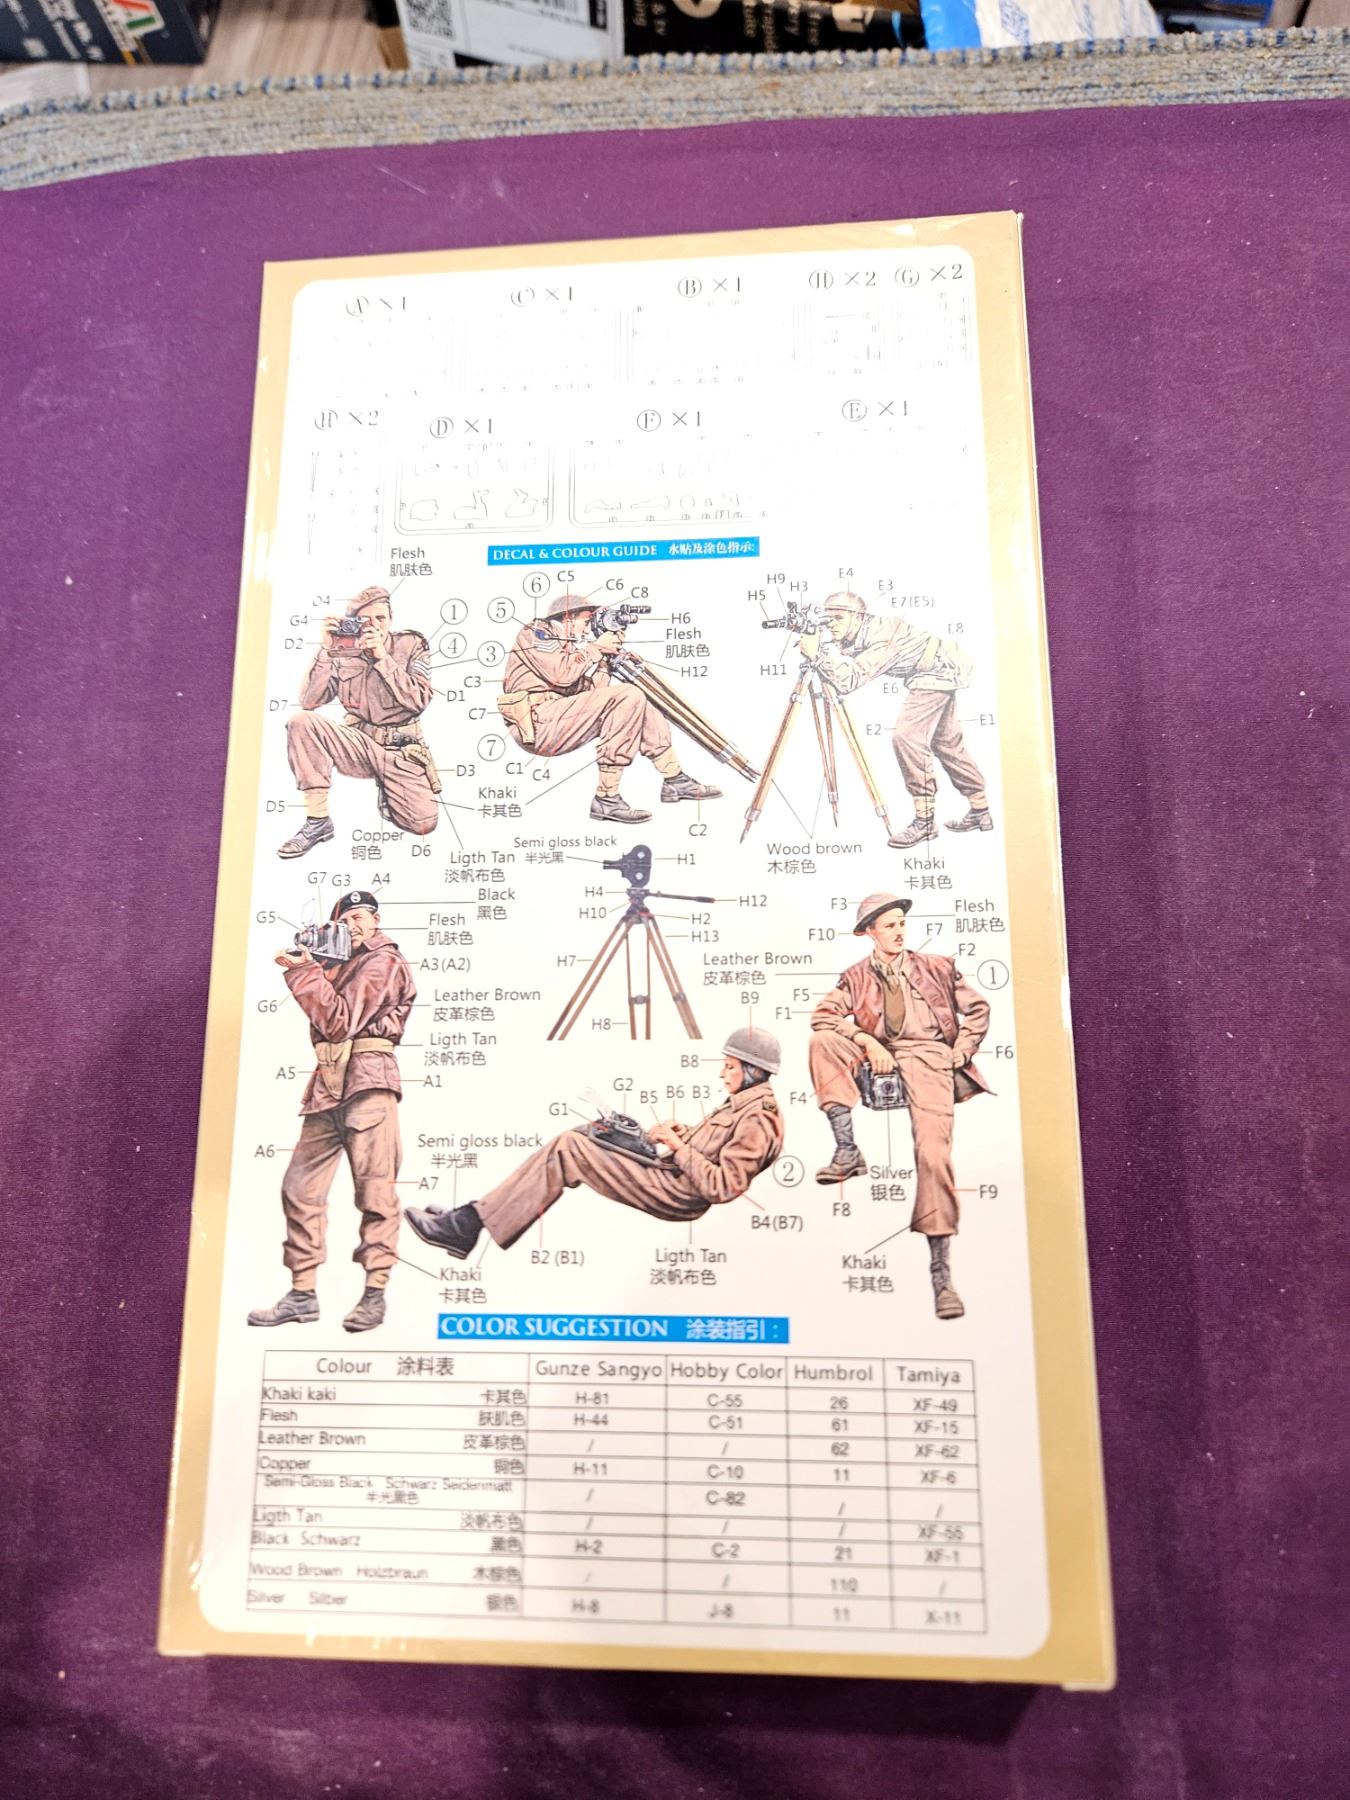 Ⓐ ×1
Ⓒ ×1
Ⓑ ×1
Ⓗ ×2
Ⓖ ×2
Ⓗ ×2
Ⓓ ×1
Ⓕ ×1
Ⓔ ×1
DECAL & COLOUR GUIDE 水贴及涂色指示:
Flesh
肌肤色
D4
G4
D2
D7
D5
①
④
D1
D3
Copper
铜色
D6
Ligth Tan
淡帆布色
⑥
C5
C6
C8
⑤
③
H6
Flesh
肌肤色
H12
C3
C7
⑦
C1
C4
Khaki
卡其色
C2
H9
H3
H5
H11
E4
E3
E7(E5)
E8
E6
E2
E1
Wood brown
木棕色
Khaki
卡其色
G7
G3
A4
G5
Black
黑色
Flesh
肌肤色
A3(A2)
G6
Leather Brown
皮革棕色
Ligth Tan
淡帆布色
A5
A1
A6
A7
Khaki
卡其色
Semi gloss black
半光黑
H1
H4
H10
H12
H2
H13
H7
H8
F3
F10
Flesh
肌肤色
F7
F2
①
Leather Brown
皮革棕色
F5
F1
F6
F4
Silver
银色
F8
F9
Khaki
卡其色
B9
B8
G2
B5
B6
B3
G1
Semi gloss black
半光黑
②
B4(B7)
B2 (B1)
Ligth Tan
淡帆布色
COLOR SUGGESTION 涂装指引:
Colour 涂料表 Gunze Sangyo Hobby Color Humbrol Tamiya
Khaki kaki 卡其色 H-81 C-55 26 XF-49
Flesh 肤肌色 H-44 C-51 61 XF-15
Leather Brown 皮革棕色 / / 62 XF-62
Copper 铜色 H-11 C-10 11 XF-6
Semi-Gloss Black Schwarz Seidenmatt
半光黑色 / C-82 / /
Ligth Tan 淡帆布色 / / / XF-55
Black Schwarz 黑色 H-2 C-2 21 XF-1
Wood Brown Holzbraun 木棕色 / / 110 /
Silver Silber 银色 H-8 J-8 11 X-11